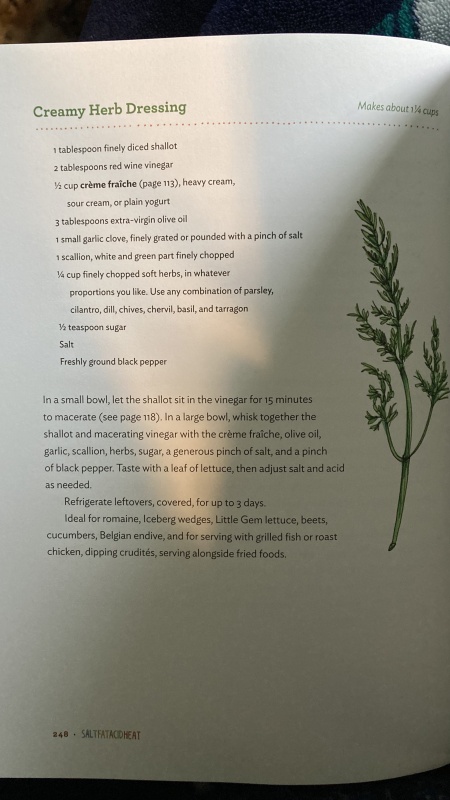 Creamy Herb Dressing
Makes about 1¼ cups
1 tablespoon finely diced shallot
2 tablespoons red wine vinegar
½ cup crème fraîche (page 113), heavy cream,
sour cream, or plain yogurt
3 tablespoons extra-virgin olive oil
1 small garlic clove, finely grated or pounded with a pinch of salt
1 scallion, white and green part finely chopped
¼ cup finely chopped soft herbs, in whatever
proportions you like. Use any combination of parsley,
cilantro, dill, chives, chervil, basil, and tarragon
½ teaspoon sugar
Salt
Freshly ground black pepper
In a small bowl, let the shallot sit in the vinegar for 15 minutes
to macerate (see page 118). In a large bowl, whisk together the
shallot and macerating vinegar with the crème fraîche, olive oil,
garlic, scallion, herbs, sugar, a generous pinch of salt, and a pinch
of black pepper. Taste with a leaf of lettuce, then adjust salt and acid
as needed.
Refrigerate leftovers, covered, for up to 3 days.
Ideal for romaine, Iceberg wedges, Little Gem lettuce, beets,
cucumbers, Belgian endive, and for serving with grilled fish or roast
chicken, dipping crudités, serving alongside fried foods.
248 • SALTFATACIDHEAT